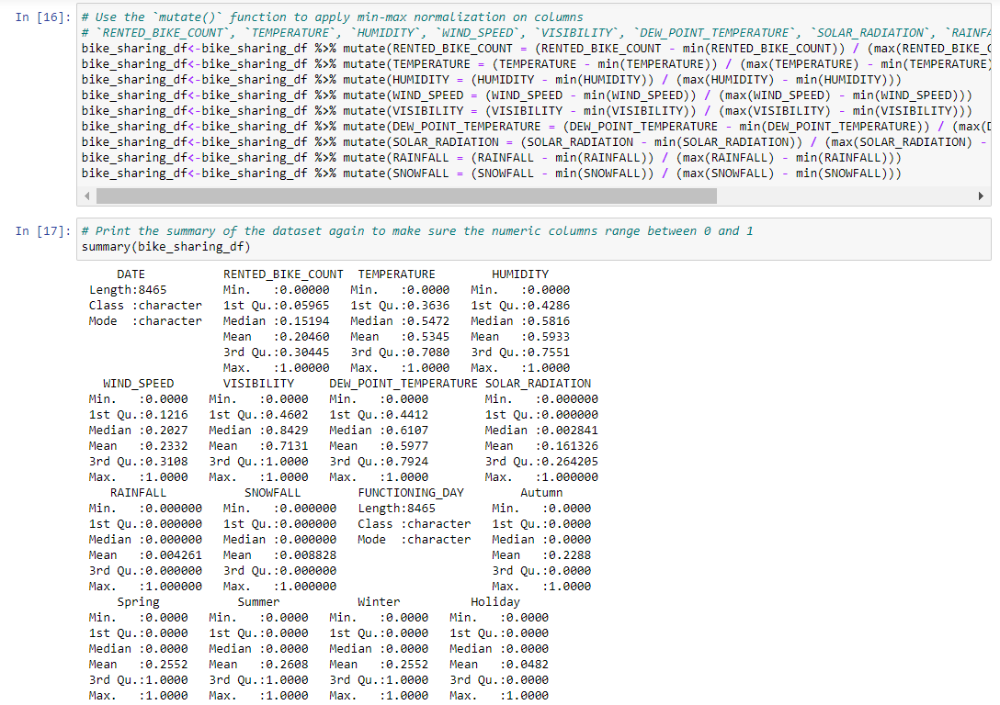 In [16]: # Use the `mutate()` function to apply min-max normalization on columns
# `RENTED_BIKE_COUNT`, `TEMPERATURE`, `HUMIDITY`, `WIND_SPEED`, `VISIBILITY`, `DEW_POINT_TEMPERATURE`, `SOLAR_RADIATION`, `RAINFA
bike_sharing_df<-bike_sharing_df %>% mutate(RENTED_BIKE_COUNT = (RENTED_BIKE_COUNT - min(RENTED_BIKE_COUNT)) / (max(RENTED_BIKE_C
bike_sharing_df<-bike_sharing_df %>% mutate(TEMPERATURE = (TEMPERATURE - min(TEMPERATURE)) / (max(TEMPERATURE) - min(TEMPERATURE)
bike_sharing_df<-bike_sharing_df %>% mutate(HUMIDITY = (HUMIDITY - min(HUMIDITY)) / (max(HUMIDITY) - min(HUMIDITY)))
bike_sharing_df<-bike_sharing_df %>% mutate(WIND_SPEED = (WIND_SPEED - min(WIND_SPEED)) / (max(WIND_SPEED) - min(WIND_SPEED)))
bike_sharing_df<-bike_sharing_df %>% mutate(VISIBILITY = (VISIBILITY - min(VISIBILITY)) / (max(VISIBILITY) - min(VISIBILITY)))
bike_sharing_df<-bike_sharing_df %>% mutate(DEW_POINT_TEMPERATURE = (DEW_POINT_TEMPERATURE - min(DEW_POINT_TEMPERATURE)) / (max(D
bike_sharing_df<-bike_sharing_df %>% mutate(SOLAR_RADIATION = (SOLAR_RADIATION - min(SOLAR_RADIATION)) / (max(SOLAR_RADIATION) -
bike_sharing_df<-bike_sharing_df %>% mutate(RAINFALL = (RAINFALL - min(RAINFALL)) / (max(RAINFALL) - min(RAINFALL)))
bike_sharing_df<-bike_sharing_df %>% mutate(SNOWFALL = (SNOWFALL - min(SNOWFALL)) / (max(SNOWFALL) - min(SNOWFALL)))
In [17]: # Print the summary of the dataset again to make sure the numeric columns range between 0 and 1
summary(bike_sharing_df)
DATE RENTED_BIKE_COUNT TEMPERATURE HUMIDITY
Length:8465 Min. :0.00000 Min. :0.0000 Min. :0.0000
Class :character 1st Qu.:0.05965 1st Qu.:0.3636 1st Qu.:0.4286
Mode :character Median :0.15194 Median :0.5472 Median :0.5816
Mean :0.20460 Mean :0.5345 Mean :0.5933
3rd Qu.:0.30445 3rd Qu.:0.7080 3rd Qu.:0.7551
Max. :1.00000 Max. :1.0000 Max. :1.0000
WIND_SPEED VISIBILITY DEW_POINT_TEMPERATURE SOLAR_RADIATION
Min. :0.0000 Min. :0.0000 Min. :0.0000 Min. :0.000000
1st Qu.:0.1216 1st Qu.:0.4602 1st Qu.:0.4412 1st Qu.:0.000000
Median :0.2027 Median :0.8429 Median :0.6107 Median :0.002841
Mean :0.2332 Mean :0.7131 Mean :0.5977 Mean :0.161326
3rd Qu.:0.3108 3rd Qu.:1.0000 3rd Qu.:0.7924 3rd Qu.:0.264205
Max. :1.0000 Max. :1.0000 Max. :1.0000 Max. :1.000000
RAINFALL SNOWFALL FUNCTIONING_DAY Autumn
Min. :0.000000 Min. :0.000000 Length:8465 Min. :0.0000
1st Qu.:0.000000 1st Qu.:0.000000 Class :character 1st Qu.:0.0000
Median :0.000000 Median :0.000000 Mode :character Median :0.0000
Mean :0.004261 Mean :0.008828 Mean :0.2288
3rd Qu.:0.000000 3rd Qu.:0.000000 3rd Qu.:0.0000
Max. :1.000000 Max. :1.000000 Max. :1.0000
Spring Summer Winter Holiday
Min. :0.0000 Min. :0.0000 Min. :0.0000 Min. :0.0000
1st Qu.:0.0000 1st Qu.:0.0000 1st Qu.:0.0000 1st Qu.:0.0000
Median :0.0000 Median :0.0000 Median :0.0000 Median :0.0000
Mean :0.2552 Mean :0.2608 Mean :0.2552 Mean :0.0482
3rd Qu.:1.0000 3rd Qu.:1.0000 3rd Qu.:1.0000 3rd Qu.:0.0000
Max. :1.0000 Max. :1.0000 Max. :1.0000 Max. :1.0000